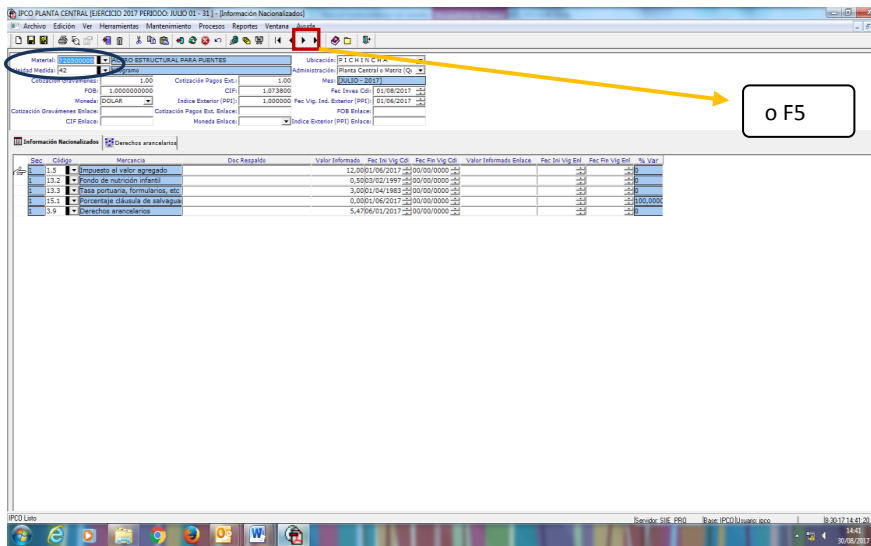 IPCO PLANTA CENTRAL [EJERCICIO 2017 PERIODO: JULIO 01 - 31 ] - [Información Nacionalizados]
Archivo Edición Ver Herramientas Mantenimiento Procesos Reportes Ventana Ayuda
Material: 720500000 ACERO ESTRUCTURAL PARA PUENTES Ubicación: P I C H I N C H A
Unidad Medida: 42 Kilogramo Administración: Planta Central o Matriz (Q
Cotización Gravámenes: 1.00 Cotización Pagos Ext.: 1.00 Mes: [JULIO - 2017]
FOB: 1.0000000000 CIF: 1.073800 Fec Inves Cdi: 01/08/2017
Moneda: DOLAR Indice Exterior (PPI): 1,000000 Fec Vig. Ind. Exterior (PPI): 01/06/2017
Cotización Gravámenes Enlace: Cotización Pagos Ext. Enlace: FOB Enlace:
CIF Enlace: Moneda Enlace: Indice Exterior (PPI) Enlace:
o F5
Información Nacionalizados Derechos arancelarios
Sec Código Mercancia Doc Respaldo Valor Informado Fec Ini Vig Cdi Fec Fin Vig Cdi Valor Informado Enlace Fec Ini Vig Enl Fec Fin Vig Enl % Var
1 1.5 Impuesto al valor agregado 12,00 01/06/2017 00/00/0000 0
1 13.2 Fondo de nutrición infantil 0,50 03/02/1997 00/00/0000 0
1 13.3 Tasa portuaria, formularios, etc 3,00 01/04/1983 00/00/0000 0
1 15.1 Porcentaje cláusula de salvaguar 0,00 01/06/2017 00/00/0000 100,0000
1 3.9 Derechos arancelarios 5,47 06/01/2017 00/00/0000 0
IPCO Listo Servidor SIIE_PRO Base: IPCO Usuario: ipco 8-30-17 14:41:20
14:41
30/08/2017